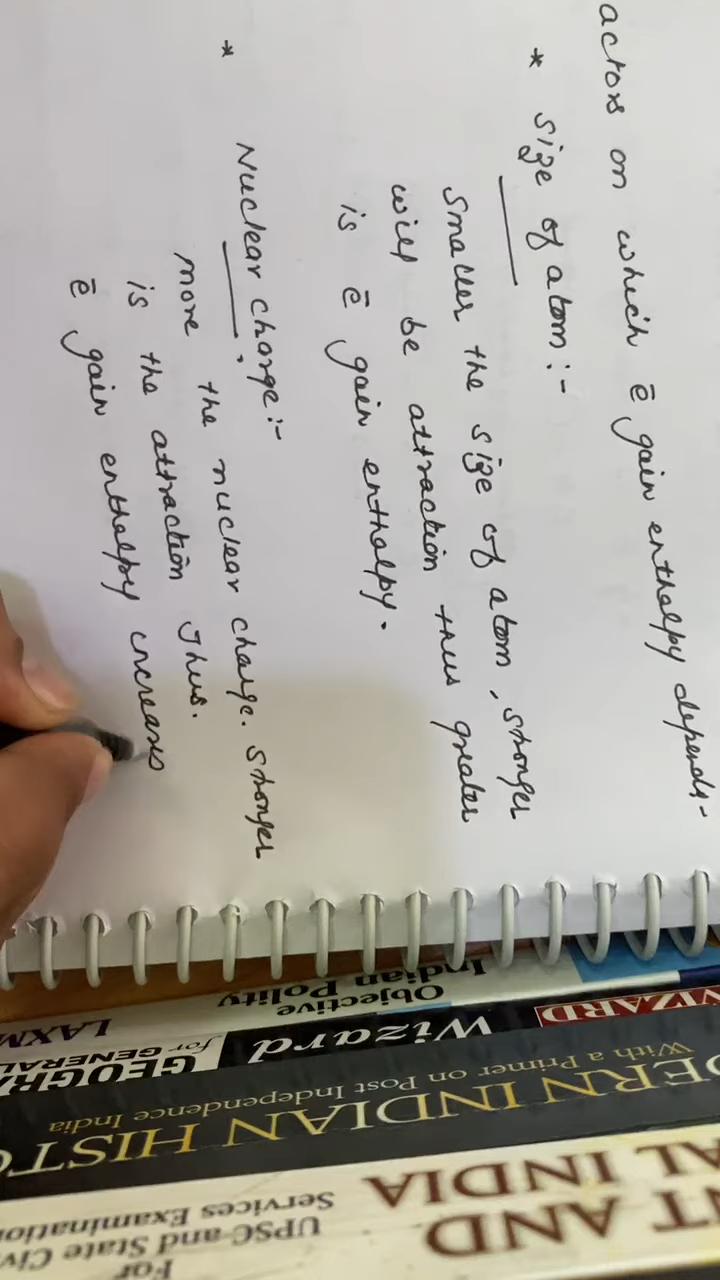 actors on which ē gain enthalpy depends-
* Size of atom :-
Smaller the size of atom, stronger
will be attraction thus greater
is ē gain enthalpy.
* Nuclear charge :-
more the nuclear charge. Stronger
is the attraction Thus.
ē gain enthalpy increases
Objective
Indian Polity
LAXM
WIZARD
Wizard
for GENERAL
GEOGRA
DERN INDIAN HISTO
With a Primer on Post Independence India
NT AND
AL INDIA
For
UPSC and State Civ
Services Examination